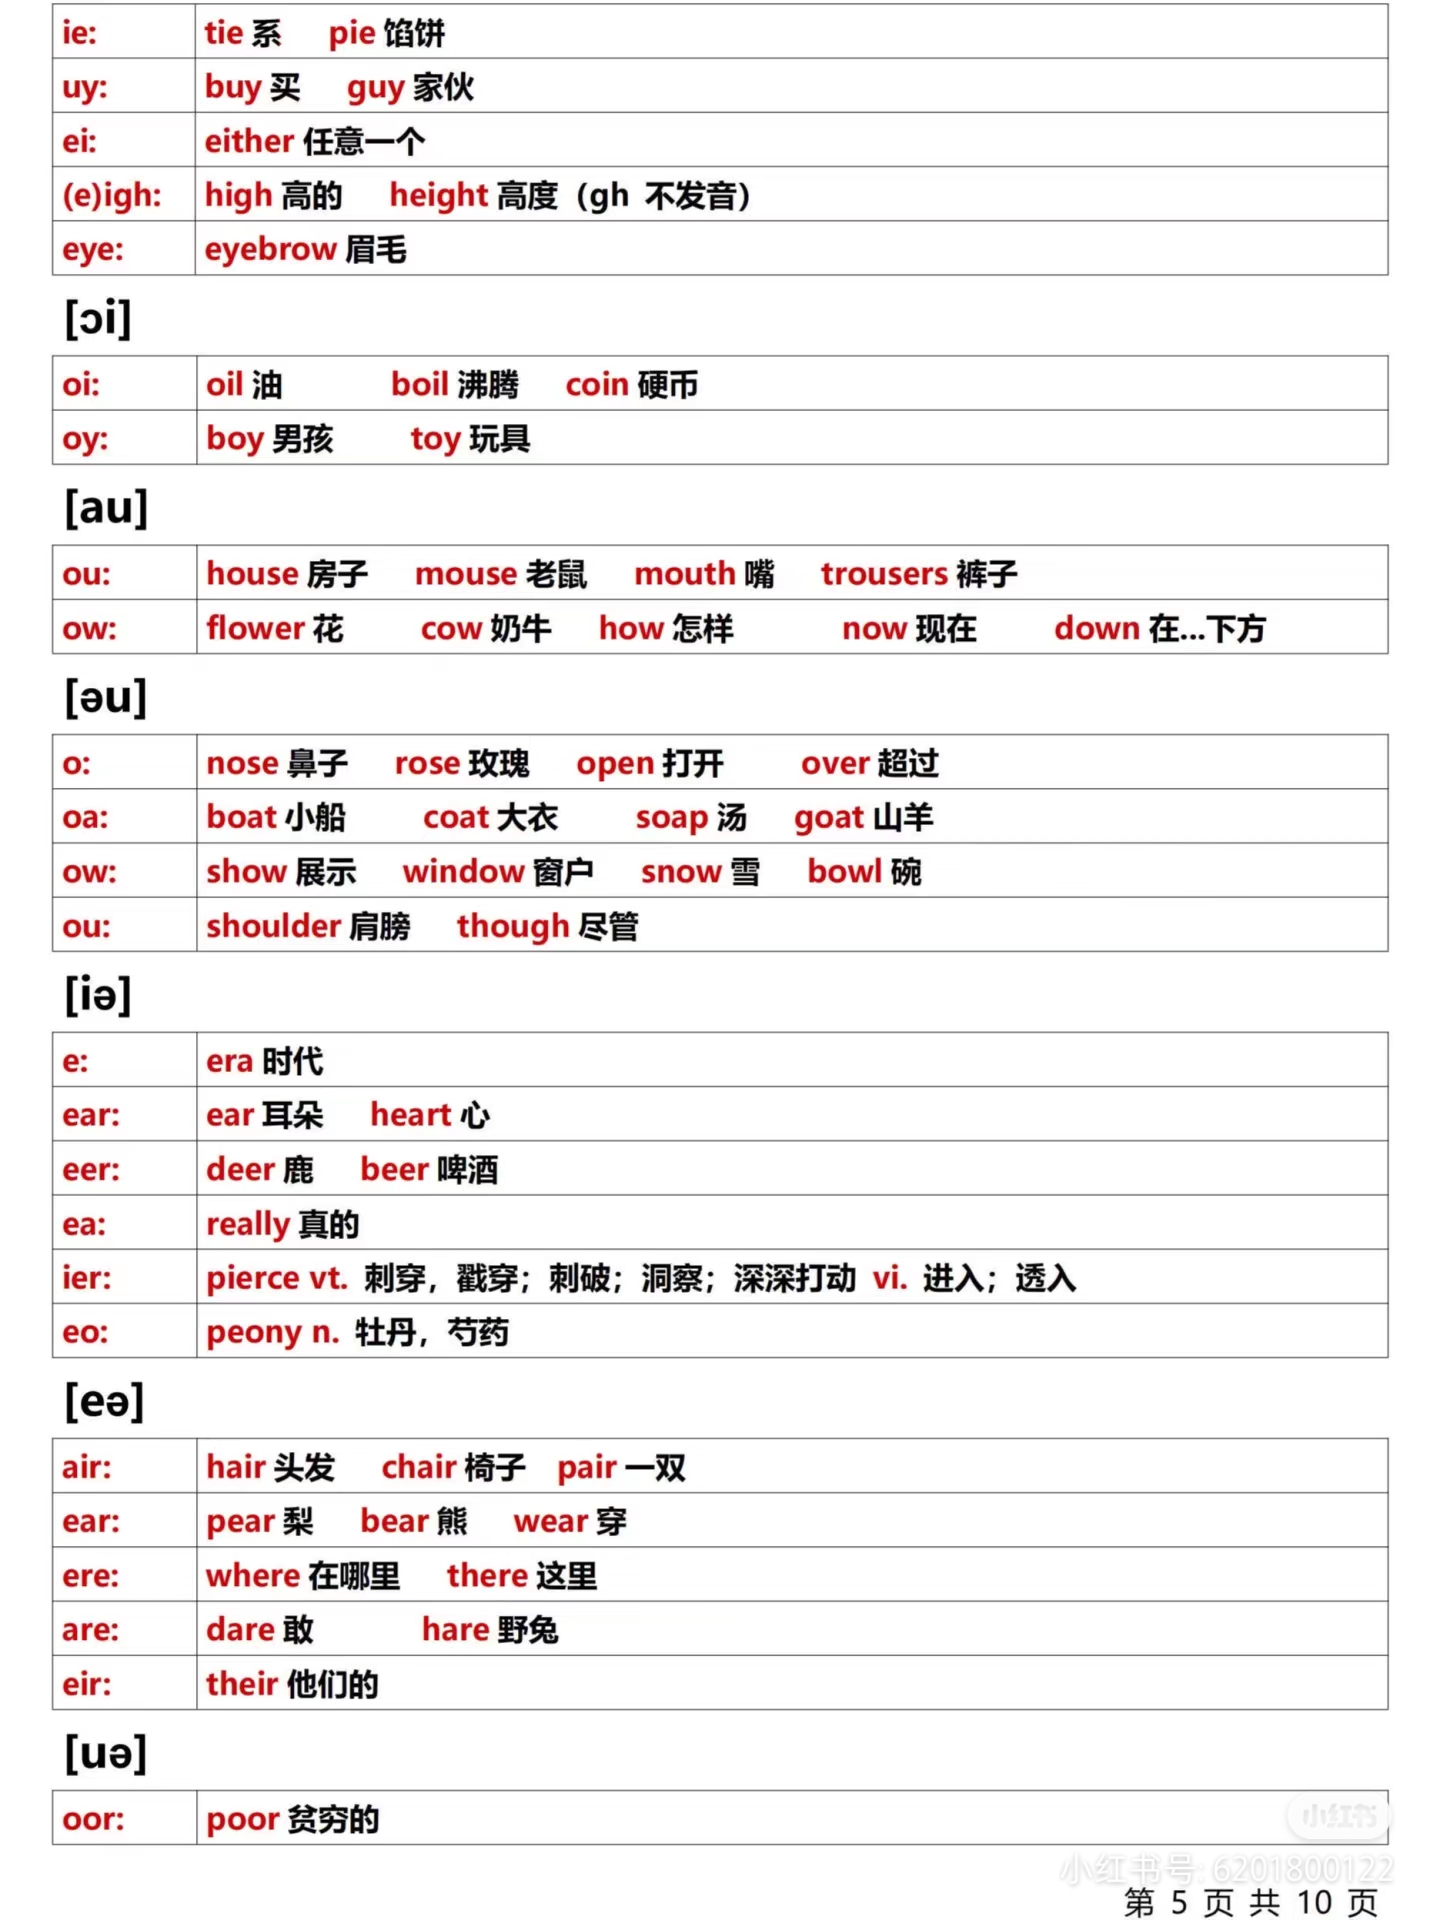 ie: tie 系 pie 馅饼
uy: buy 买 guy 家伙
ei: either 任意一个
(e)igh: high 高的 height 高度（gh 不发音）
eye: eyebrow 眉毛
[ɔi]
oi: oil 油 boil 沸腾 coin 硬币
oy: boy 男孩 toy 玩具
[au]
ou: house 房子 mouse 老鼠 mouth 嘴 trousers 裤子
ow: flower 花 cow 奶牛 how 怎样 now 现在 down 在...下方
[əu]
o: nose 鼻子 rose 玫瑰 open 打开 over 超过
oa: boat 小船 coat 大衣 soap 汤 goat 山羊
ow: show 展示 window 窗户 snow 雪 bowl 碗
ou: shoulder 肩膀 though 尽管
[iə]
e: era 时代
ear: ear 耳朵 heart 心
eer: deer 鹿 beer 啤酒
ea: really 真的
ier: pierce vt. 刺穿，戳穿；刺破；洞察；深深打动 vi. 进入；透入
eo: peony n. 牡丹，芍药
[eə]
air: hair 头发 chair 椅子 pair 一双
ear: pear 梨 bear 熊 wear 穿
ere: where 在哪里 there 这里
are: dare 敢 hare 野兔
eir: their 他们的
[uə]
oor: poor 贫穷的
小红书
小红书号: 6201800122
第 5 页 共 10 页